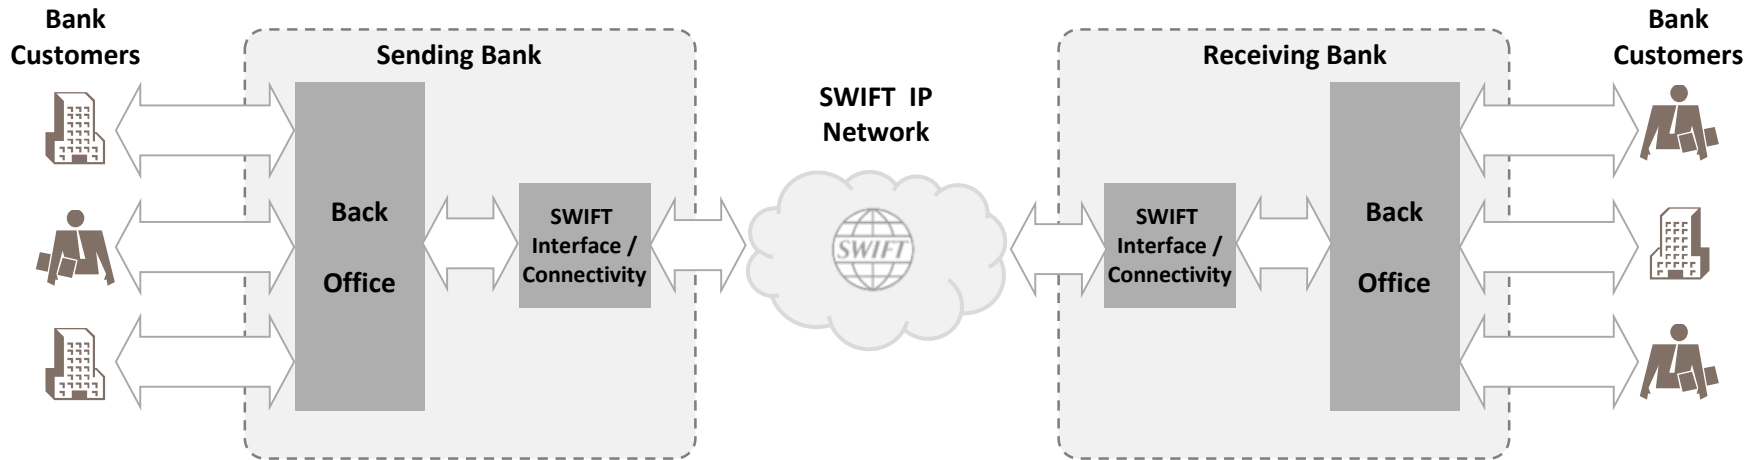 Bank
Customers
Sending Bank
Back
Office
SWIFT
Interface /
Connectivity
SWIFT IP
Network
SWIFT
Receiving Bank
SWIFT
Interface /
Connectivity
Back
Office
Bank
Customers